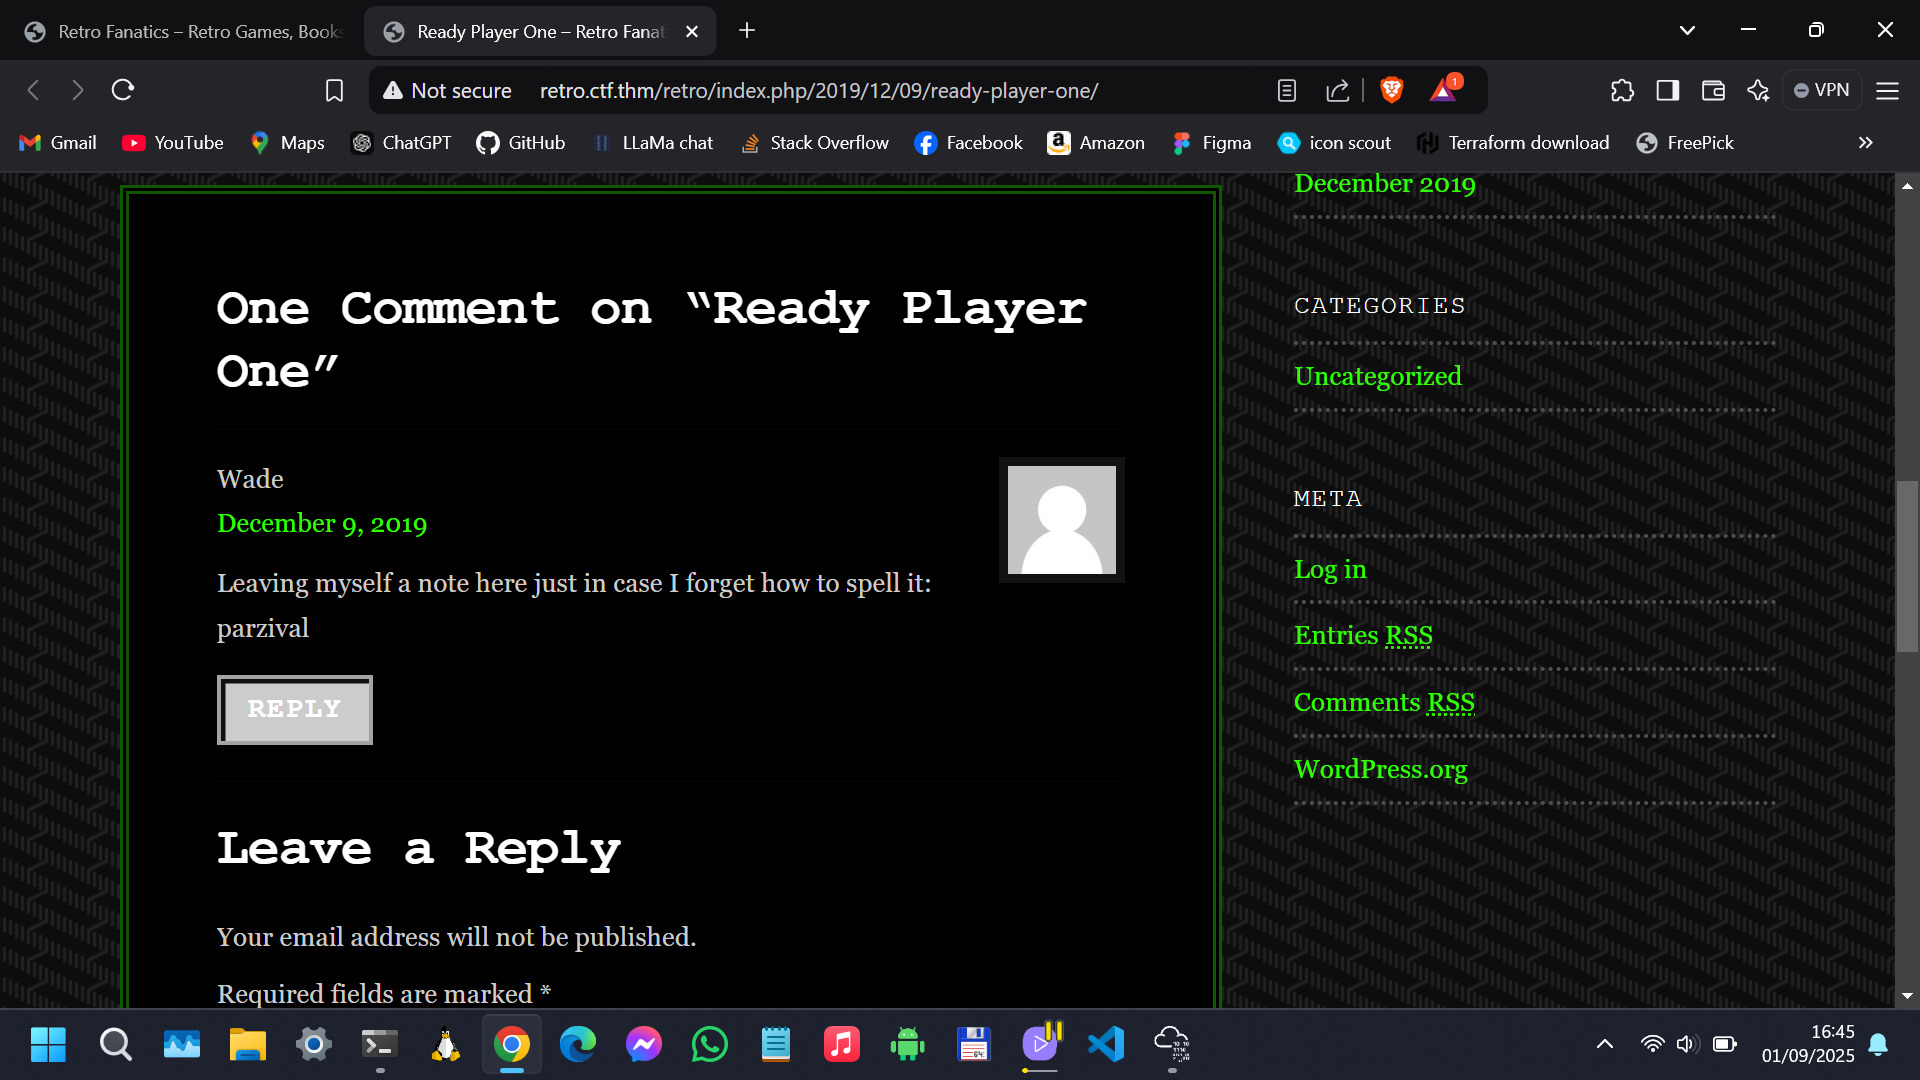 Retro Fanatics – Retro Games, Books
Ready Player One – Retro Fanat
Not secure retro.ctf.thm/retro/index.php/2019/12/09/ready-player-one/
1
VPN
Gmail YouTube Maps ChatGPT GitHub LLaMa chat Stack Overflow Facebook Amazon Figma icon scout Terraform download FreePick
One Comment on “Ready Player
One”
Wade
December 9, 2019
Leaving myself a note here just in case I forget how to spell it:
parzival
REPLY
Leave a Reply
Your email address will not be published.
Required fields are marked *
December 2019
CATEGORIES
Uncategorized
META
Log in
Entries RSS
Comments RSS
WordPress.org
16:45
01/09/2025